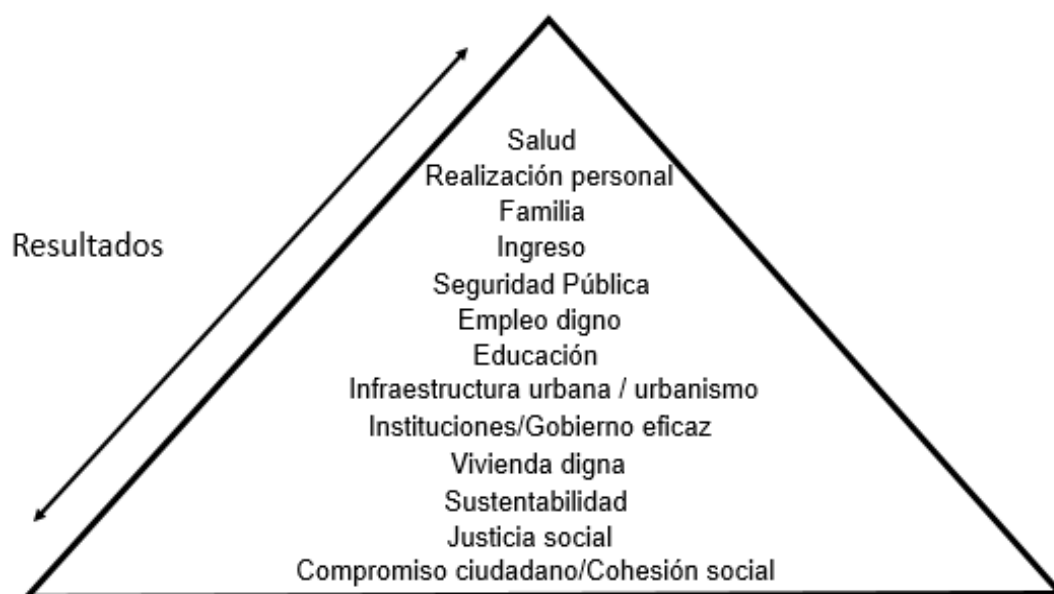 Salud
Realización personal
Familia
Resultados
Ingreso
Seguridad Pública
Empleo digno
Educación
Infraestructura urbana / urbanismo
Instituciones/Gobierno eficaz
Vivienda digna
Sustentabilidad
Justicia social
Compromiso ciudadano/Cohesión social